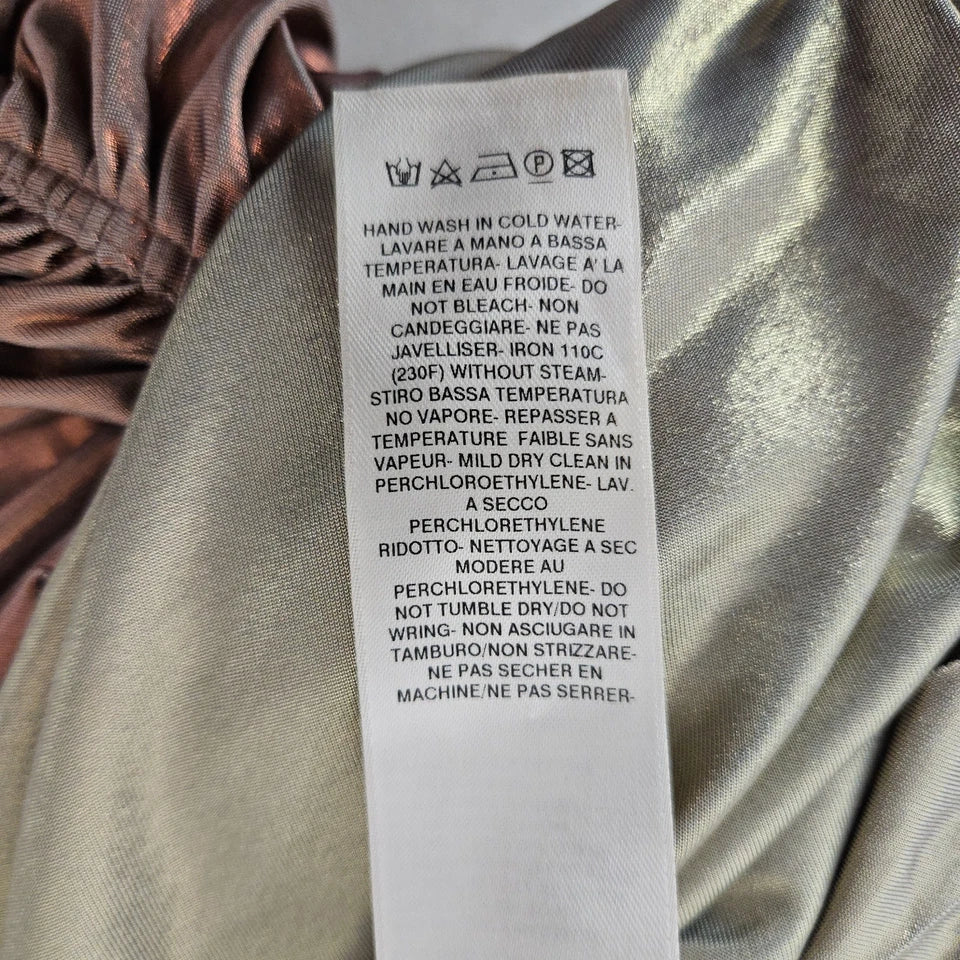 P
HAND WASH IN COLD WATER-
LAVARE A MANO A BASSA
TEMPERATURA- LAVAGE A' LA
MAIN EN EAU FROIDE- DO
NOT BLEACH- NON
CANDEGGIARE- NE PAS
JAVELLISER- IRON 110C
(230F) WITHOUT STEAM-
STIRO BASSA TEMPERATURA
NO VAPORE- REPASSER A
TEMPERATURE FAIBLE SANS
VAPEUR- MILD DRY CLEAN IN
PERCHLOROETHYLENE- LAV.
A SECCO
PERCHLORETHYLENE
RIDOTTO- NETTOYAGE A SEC
MODERE AU
PERCHLORETHYLENE- DO
NOT TUMBLE DRY/DO NOT
WRING- NON ASCIUGARE IN
TAMBURO/NON STRIZZARE-
NE PAS SECHER EN
MACHINE/NE PAS SERRER-